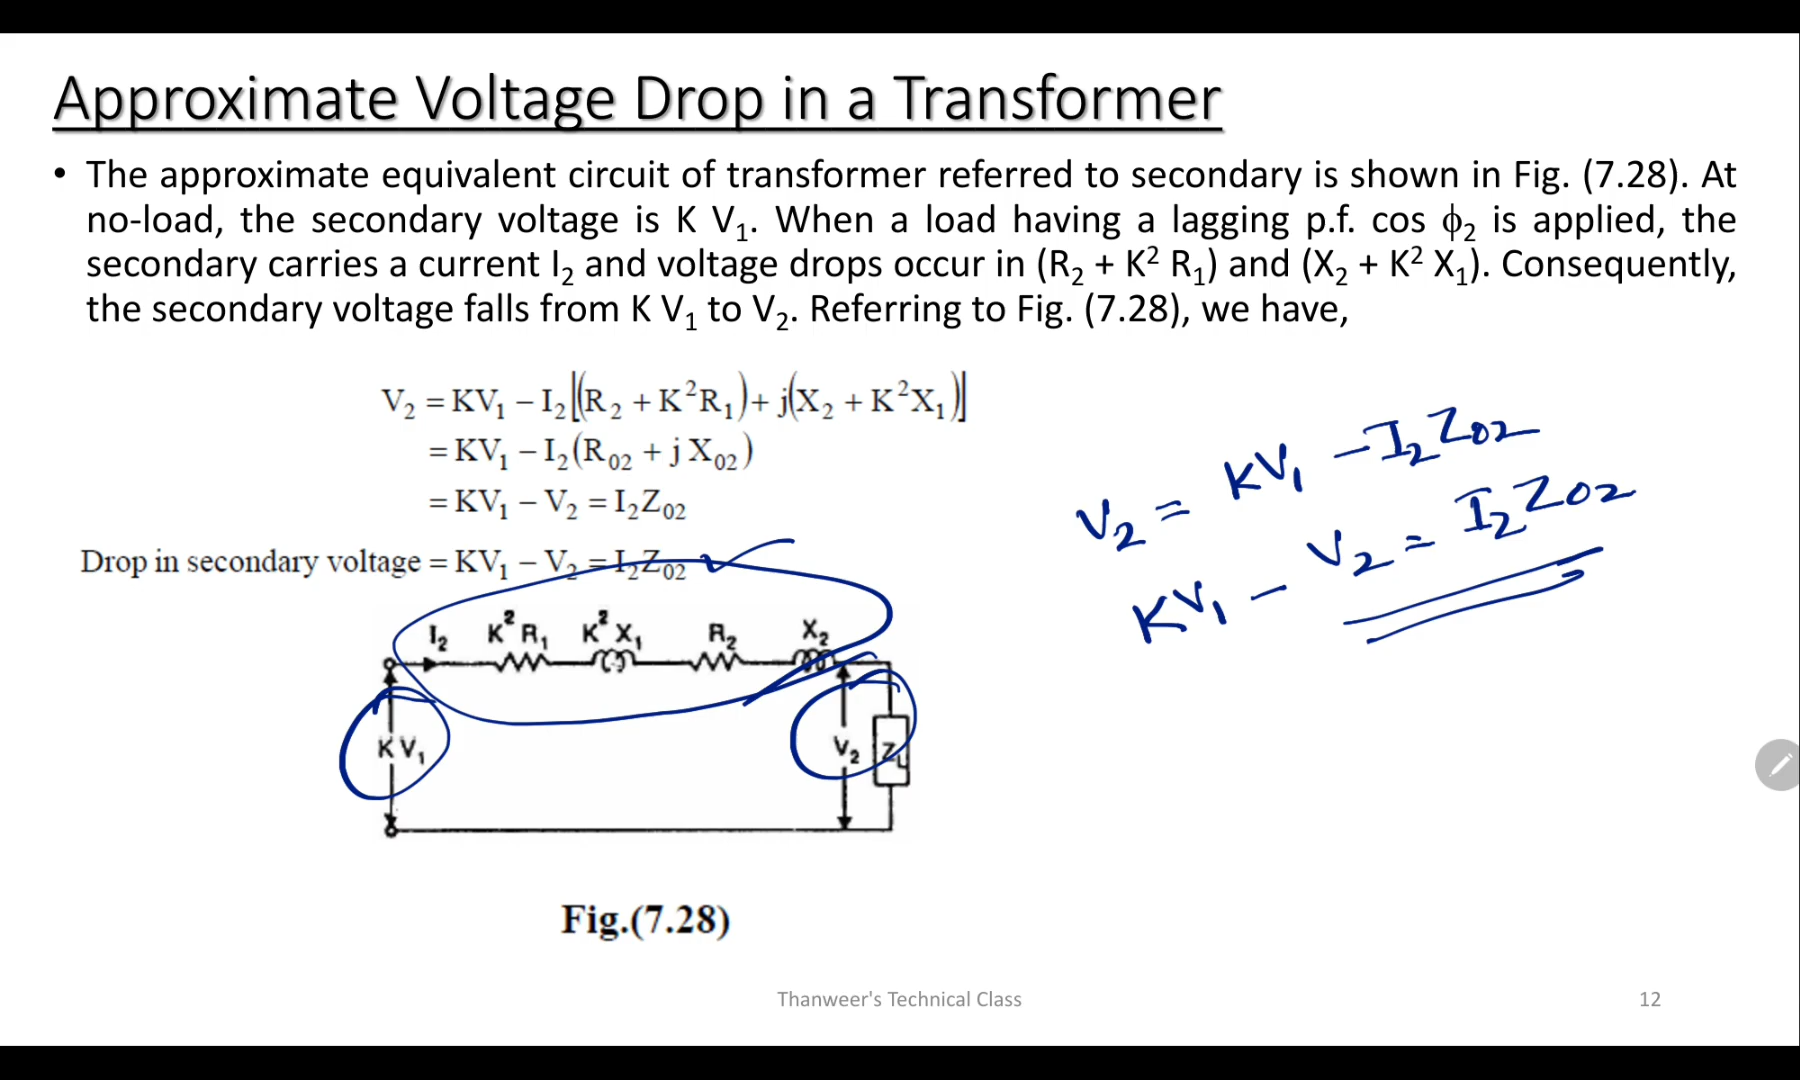 Approximate Voltage Drop in a Transformer
• The approximate equivalent circuit of transformer referred to secondary is shown in Fig. (7.28). At
no-load, the secondary voltage is K V₁. When a load having a lagging p.f. cos ϕ₂ is applied, the
secondary carries a current I₂ and voltage drops occur in (R₂ + K² R₁) and (X₂ + K² X₁). Consequently,
the secondary voltage falls from K V₁ to V₂. Referring to Fig. (7.28), we have,
V₂ = KV₁ − I₂[(R₂ + K²R₁) + j(X₂ + K²X₁)]
= KV₁ − I₂(R₀₂ + j X₀₂)
= KV₁ − V₂ = I₂Z₀₂
Drop in secondary voltage = KV₁ − V₂ = I₂Z₀₂
V₂ = KV₁ − I₂Z₀₂
KV₁ − V₂ = I₂Z₀₂
I₂ K²R₁ K²X₁ R₂ X₂
K V₁ V₂ Z_L
Fig.(7.28)
Thanweer's Technical Class 12